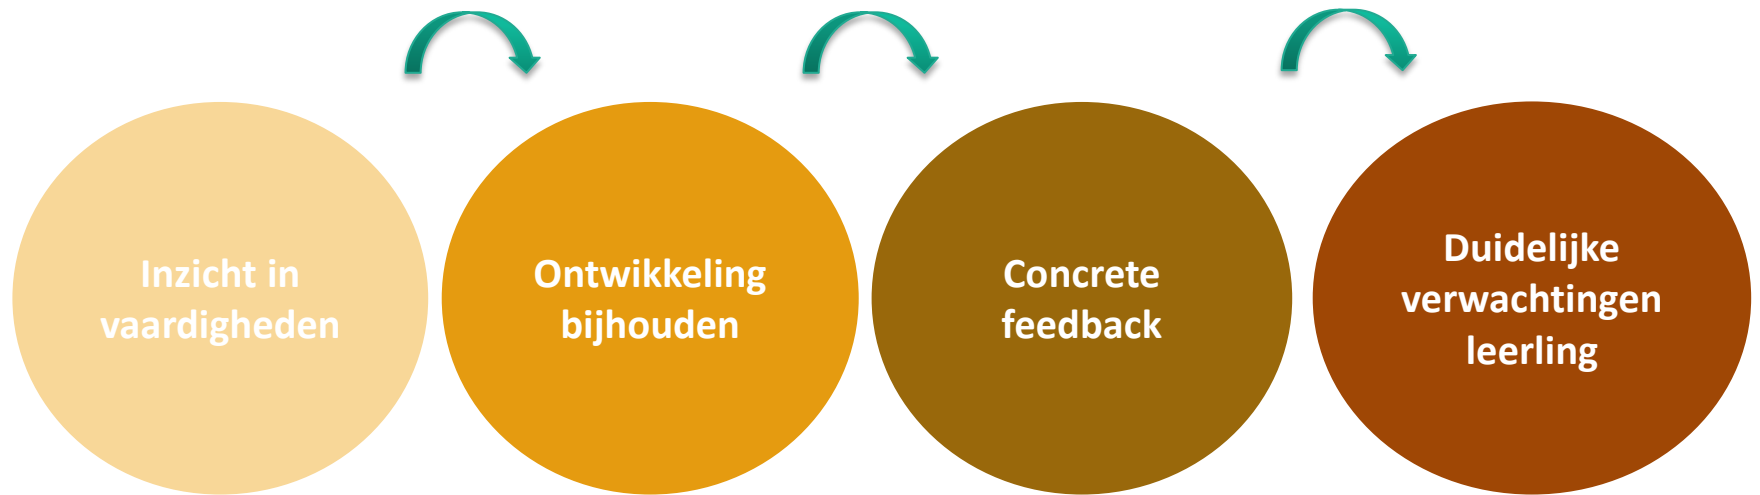 Inzicht in
vaardigheden
Ontwikkeling
bijhouden
Concrete
feedback
Duidelijke
verwachtingen
leerling